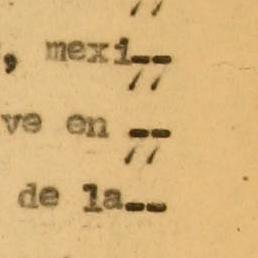 , mexi--
ve en --
de la--